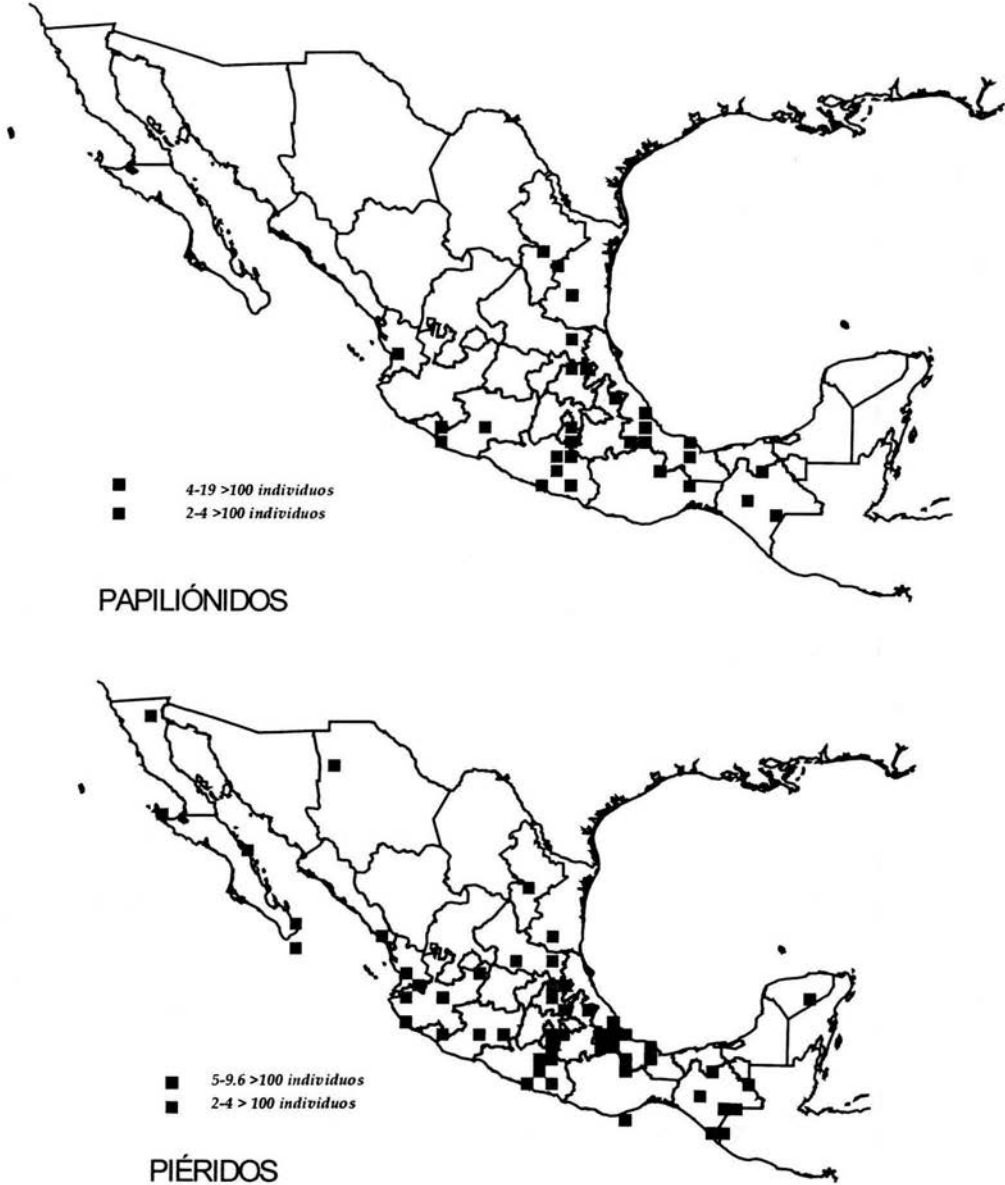 4-19 >100 individuos
2-4 >100 individuos
PAPILIÓNIDOS
5-9.6 >100 individuos
2-4 > 100 individuos
PIÉRIDOS